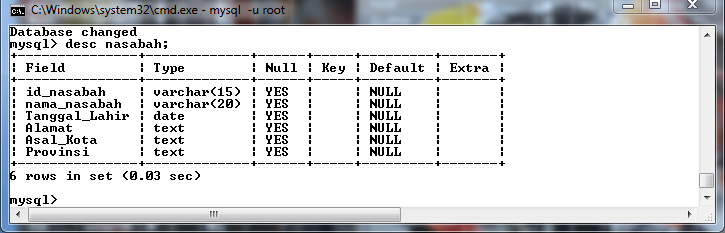 C:\Windows\system32\cmd.exe - mysql -u root
Database changed
mysql> desc nasabah;
+---------------+-------------+------+-----+---------+-------+
| Field         | Type        | Null | Key | Default | Extra |
+---------------+-------------+------+-----+---------+-------+
| id_nasabah    | varchar(15) | YES  |     | NULL    |       |
| nama_nasabah  | varchar(20) | YES  |     | NULL    |       |
| Tanggal_Lahir | date        | YES  |     | NULL    |       |
| Alamat        | text        | YES  |     | NULL    |       |
| Asal_Kota     | text        | YES  |     | NULL    |       |
| Provinsi      | text        | YES  |     | NULL    |       |
+---------------+-------------+------+-----+---------+-------+
6 rows in set (0.03 sec)
mysql>